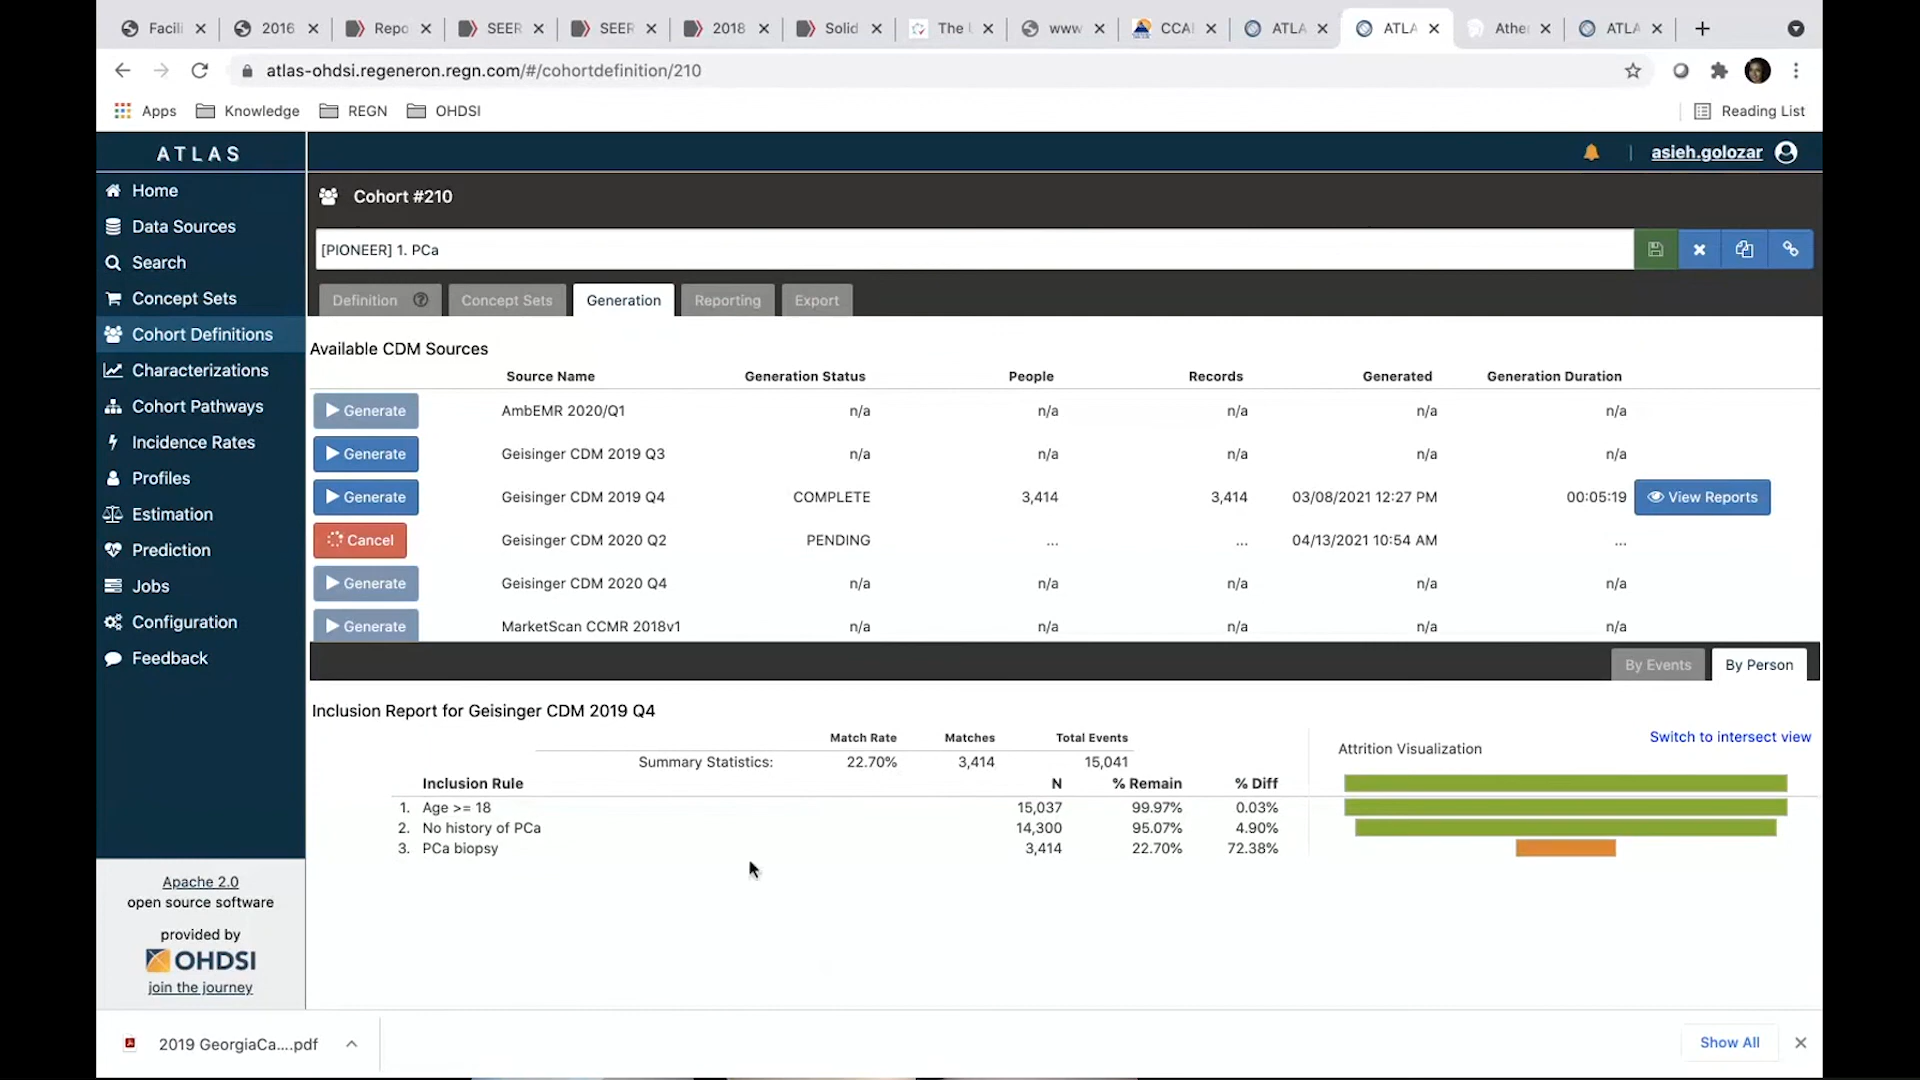 Facili
2016
Repo
SEER
SEER
2018
Solid
The
www
CCAI
ATLA
ATLA
Athe
ATLA
atlas-ohdsi.regeneron.regn.com/#/cohortdefinition/210
Apps
Knowledge
REGN
OHDSI
Reading List
ATLAS
asieh.golozar
Home
Data Sources
Search
Concept Sets
Cohort Definitions
Characterizations
Cohort Pathways
Incidence Rates
Profiles
Estimation
Prediction
Jobs
Configuration
Feedback
Apache 2.0
open source software
provided by
OHDSI
join the journey
Cohort #210
[PIONEER] 1. PCa
Definition
Concept Sets
Generation
Reporting
Export
Available CDM Sources
Source Name Generation Status People Records Generated Generation Duration
Generate AmbEMR 2020/Q1 n/a n/a n/a n/a n/a
Generate Geisinger CDM 2019 Q3 n/a n/a n/a n/a n/a
Generate Geisinger CDM 2019 Q4 COMPLETE 3,414 3,414 03/08/2021 12:27 PM 00:05:19 View Reports
Cancel Geisinger CDM 2020 Q2 PENDING ... ... 04/13/2021 10:54 AM ...
Generate Geisinger CDM 2020 Q4 n/a n/a n/a n/a n/a
Generate MarketScan CCMR 2018v1 n/a n/a n/a n/a n/a
By Events By Person
Inclusion Report for Geisinger CDM 2019 Q4
Match Rate Matches Total Events
Summary Statistics: 22.70% 3,414 15,041
Inclusion Rule N % Remain % Diff
1. Age >= 18 15,037 99.97% 0.03%
2. No history of PCa 14,300 95.07% 4.90%
3. PCa biopsy 3,414 22.70% 72.38%
Switch to intersect view
Attrition Visualization
2019 GeorgiaCa....pdf
Show All